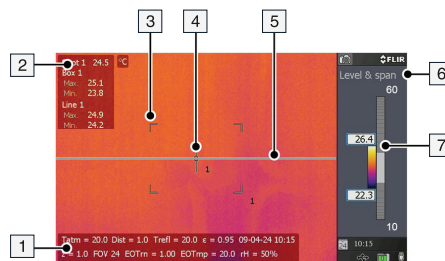 3
4
5
2
6
7
1
Spot 1 24.5 °C
Box 1
Max. 25.1
Min. 23.8
Line 1
Max. 24.9
Min. 24.2
1
1
Tatm = 20.0 Dist = 1.0 Trefl = 20.0 ε = 0.95 09-04-24 10:15
FOV 24 EOTrn = 1.00 EOTmp = 20.0 rH = 50%
FLIR
Level & span
60
26.4
22.3
10
24 10:15